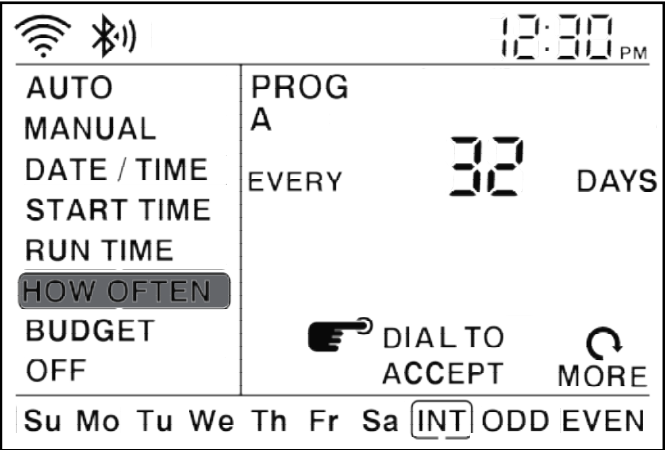 12:30 PM
AUTO
MANUAL
DATE / TIME
START TIME
RUN TIME
HOW OFTEN
BUDGET
OFF
PROG
A
EVERY 32 DAYS
DIAL TO
ACCEPT
MORE
Su Mo Tu We Th Fr Sa INT ODD EVEN